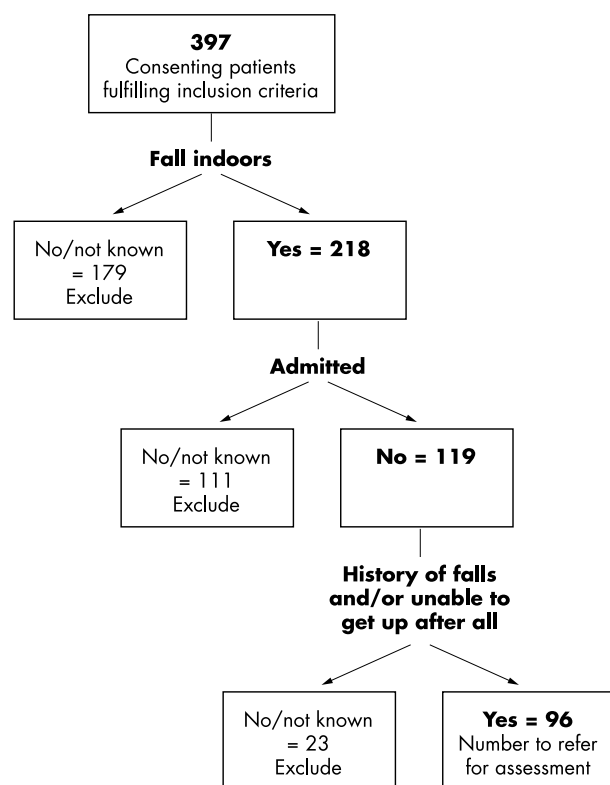 397
Consenting patients
fulfilling inclusion criteria
Fall indoors
No/not known
= 179
Exclude
Yes = 218
Admitted
No/not known
= 111
Exclude
No = 119
History of falls
and/or unable to
get up after all
No/not known
= 23
Exclude
Yes = 96
Number to refer
for assessment